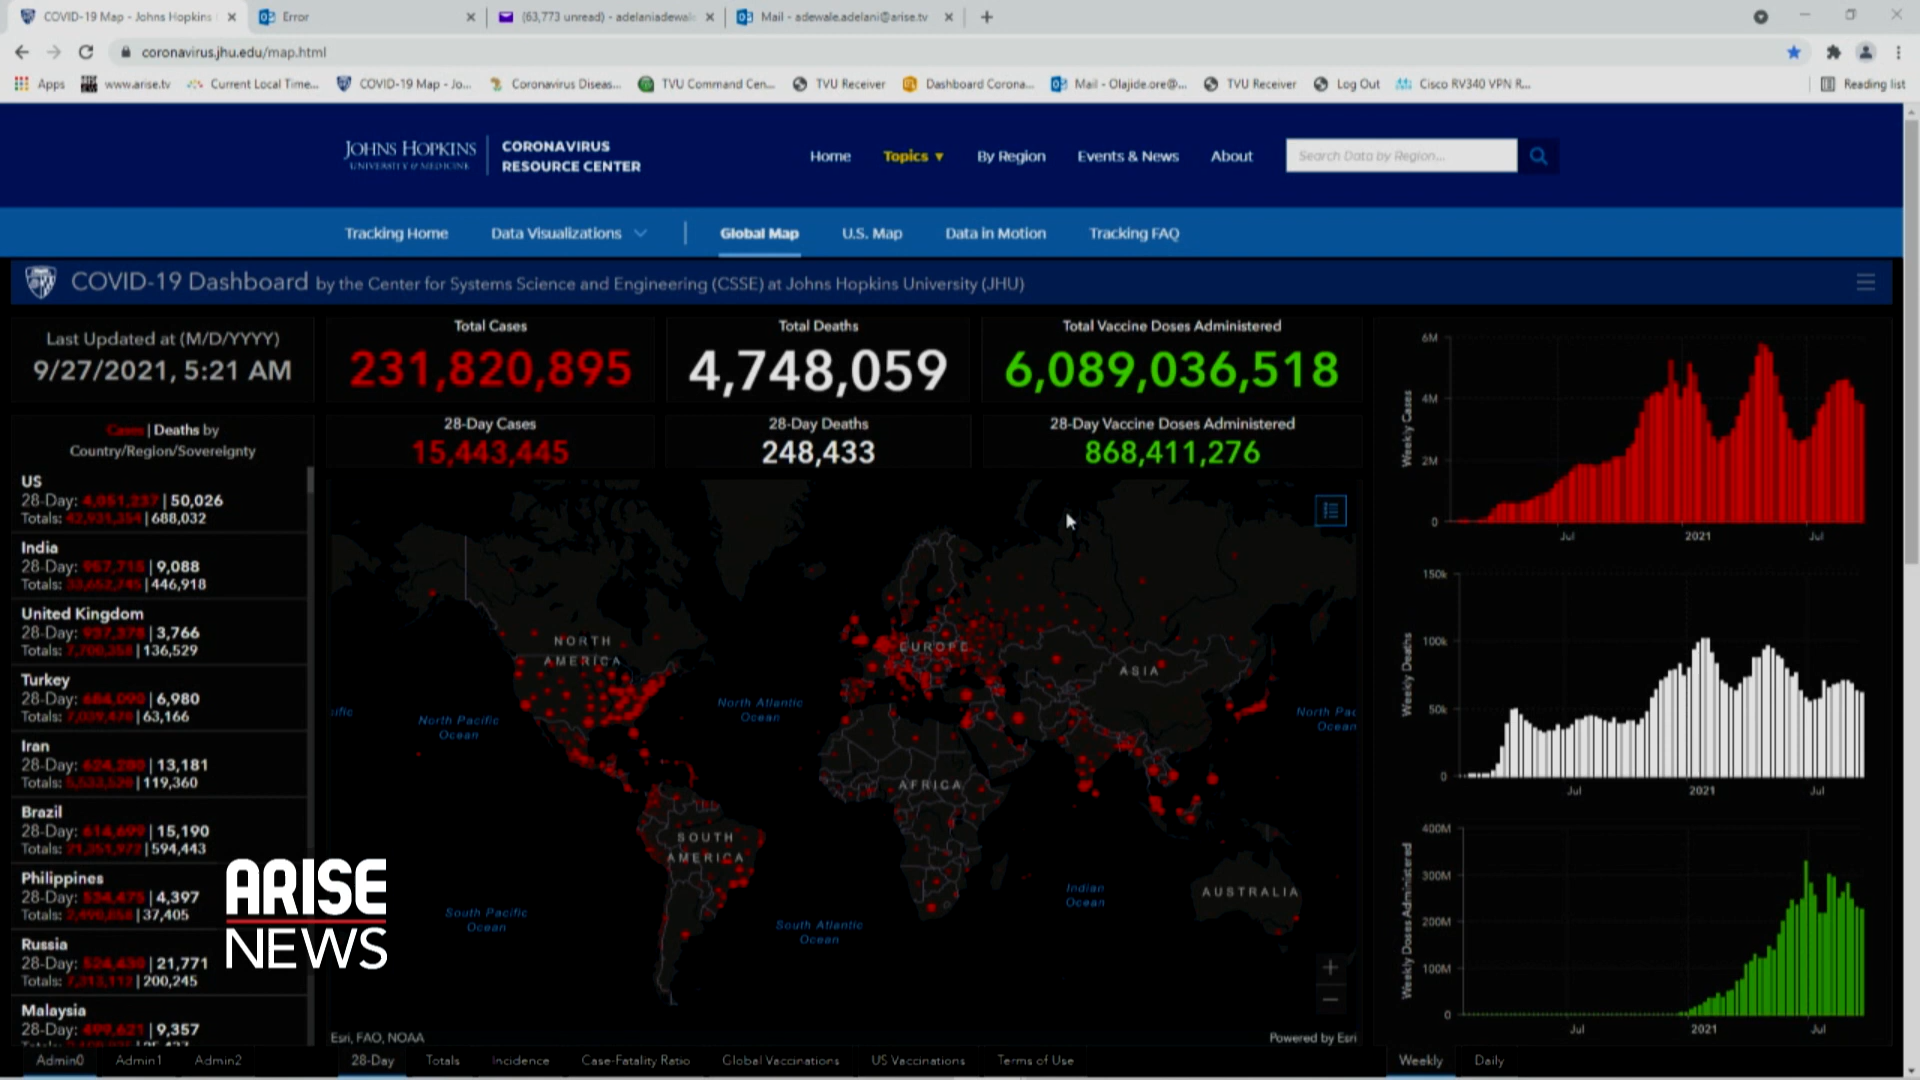 COVID-19 Map - Johns Hopkins
Error
(63,773 unread) - adelaniadewal
Mail - adewale.adelani@arise.tv
coronavirus.jhu.edu/map.html
Apps
www.arise.tv
Current Local Time...
COVID-19 Map - Jo...
Coronavirus Diseas...
TVU Command Cen...
TVU Receiver
Dashboard Corona...
Mail - Olajide.ore@...
TVU Receiver
Log Out
Cisco RV340 VPN R...
Reading list
JOHNS HOPKINS
UNIVERSITY & MEDICINE
CORONAVIRUS
RESOURCE CENTER
Home
Topics ▼
By Region
Events & News
About
Search Data by Region...
Tracking Home
Data Visualizations
Global Map
U.S. Map
Data in Motion
Tracking FAQ
COVID-19 Dashboard by the Center for Systems Science and Engineering (CSSE) at Johns Hopkins University (JHU)
Last Updated at (M/D/YYYY)
9/27/2021, 5:21 AM
Total Cases
231,820,895
Total Deaths
4,748,059
Total Vaccine Doses Administered
6,089,036,518
28-Day Cases
15,443,445
28-Day Deaths
248,433
28-Day Vaccine Doses Administered
868,411,276
Cases | Deaths by
Country/Region/Sovereignty
US
28-Day: | 50,026
Totals: | 688,032
India
28-Day: | 9,088
Totals: | 446,918
United Kingdom
28-Day: | 3,766
Totals: | 136,529
Turkey
28-Day: | 6,980
Totals: | 63,166
Iran
28-Day: | 13,181
Totals: | 119,360
Brazil
28-Day: | 15,190
Totals: | 594,443
Philippines
28-Day: | 4,397
Totals: | 37,405
Russia
28-Day: | 21,771
Totals: | 200,245
Malaysia
28-Day: | 9,357
ARISE
NEWS
NORTH
AMERICA
EUROPE
ASIA
North Atlantic
Ocean
North Pacific
Ocean
North Pac
Ocean
AFRICA
SOUTH
AMERICA
Indian
Ocean
AUSTRALIA
South Pacific
Ocean
South Atlantic
Ocean
Esri, FAO, NOAA
Powered by Esri
Weekly Cases
6M
4M
2M
0
Jul
2021
Jul
Weekly Deaths
150k
100k
50k
0
Jul
2021
Jul
Weekly Doses Administered
400M
300M
200M
100M
0
Jul
2021
Jul
Admin0
Admin1
Admin2
28-Day
Totals
Incidence
Case-Fatality Ratio
Global Vaccinations
US Vaccinations
Terms of Use
Weekly
Daily